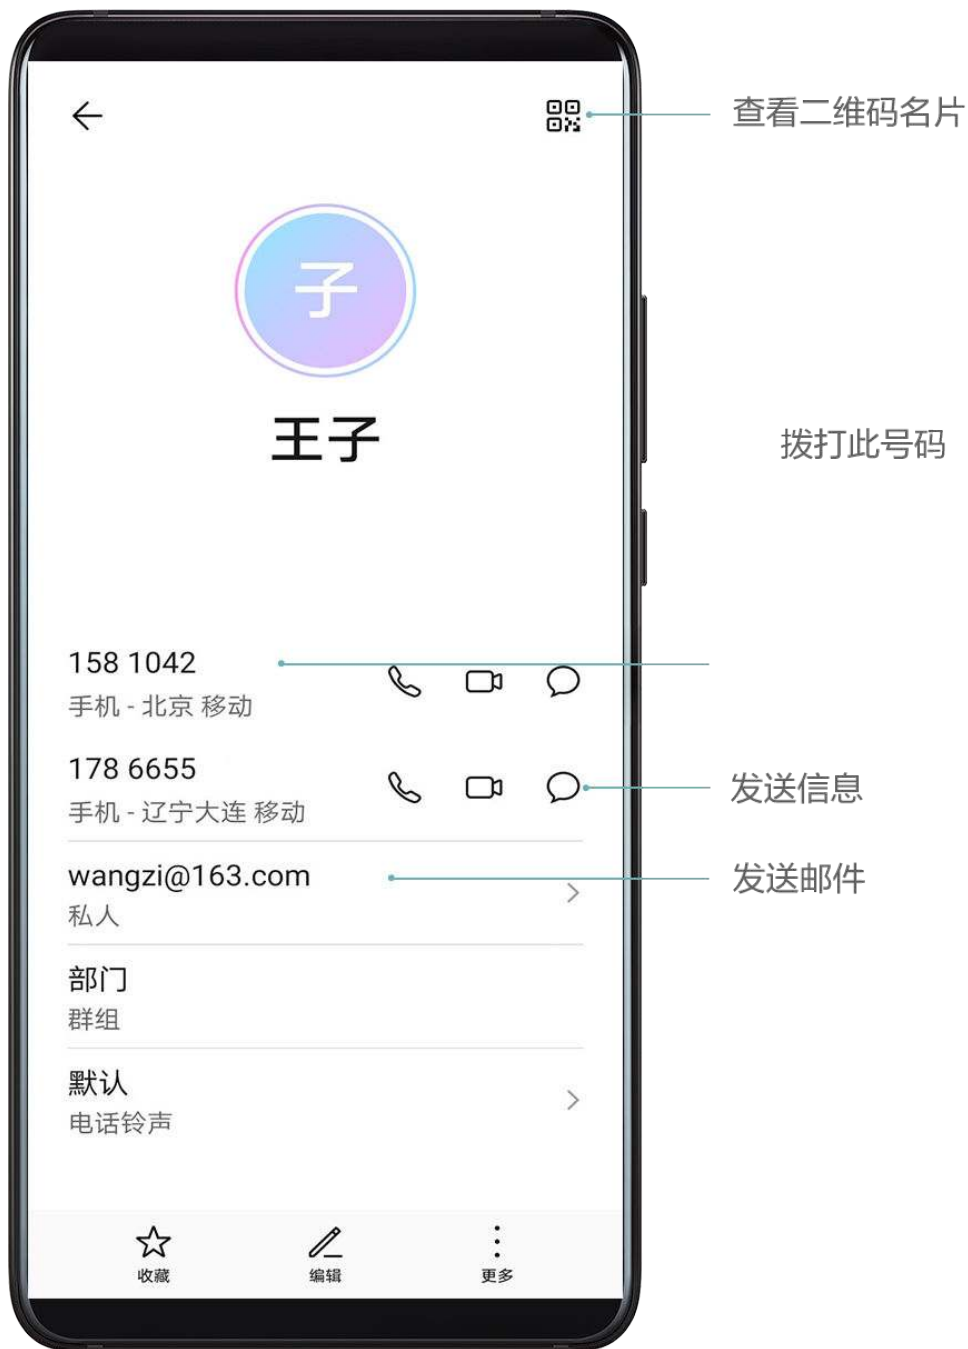 查看二维码名片
子
王子
拨打此号码
158 1042
手机 - 北京 移动
178 6655
手机 - 辽宁大连 移动
发送信息
wangzi@163.com
发送邮件
私人
部门
群组
默认
电话铃声
收藏
编辑
更多